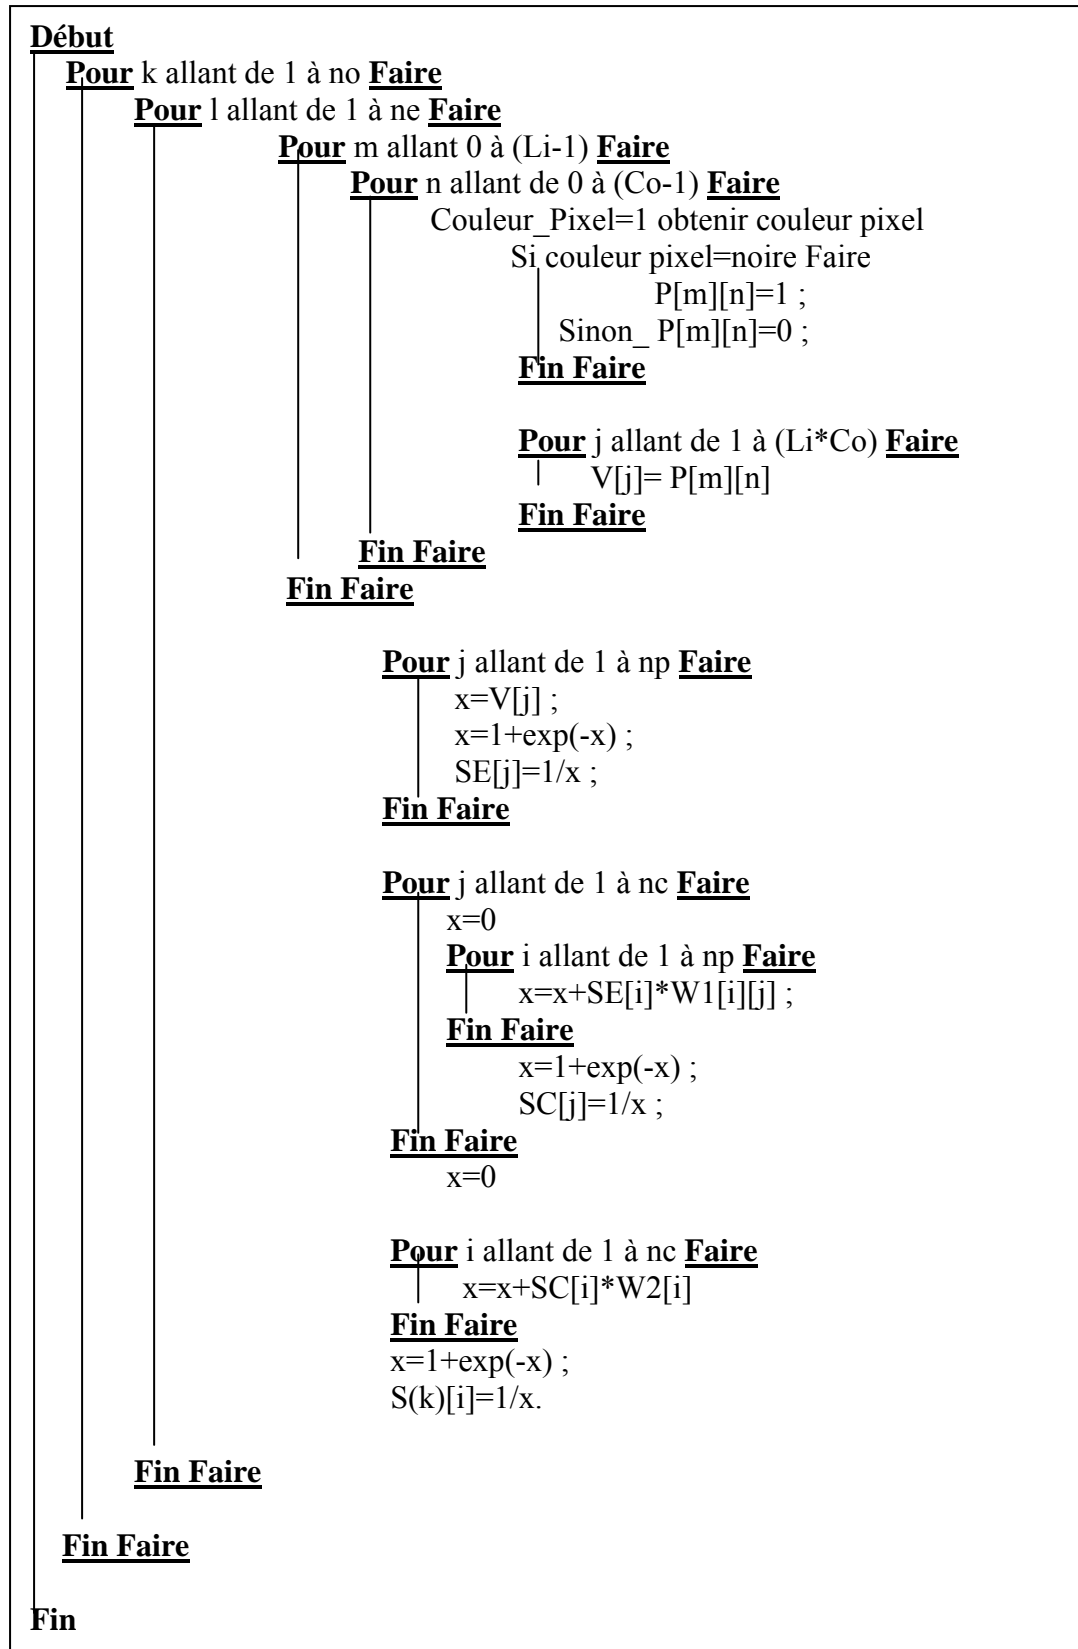 Début
Pour k allant de 1 à no Faire
Pour l allant de 1 à ne Faire
Pour m allant 0 à (Li-1) Faire
Pour n allant de 0 à (Co-1) Faire
Couleur_Pixel=1 obtenir couleur pixel
Si couleur pixel=noire Faire
P[m][n]=1 ;
Sinon_ P[m][n]=0 ;
Fin Faire
Pour j allant de 1 à (Li*Co) Faire
V[j]= P[m][n]
Fin Faire
Fin Faire
Fin Faire
Pour j allant de 1 à np Faire
x=V[j] ;
x=1+exp(-x) ;
SE[j]=1/x ;
Fin Faire
Pour j allant de 1 à nc Faire
x=0
Pour i allant de 1 à np Faire
x=x+SE[i]*W1[i][j] ;
Fin Faire
x=1+exp(-x) ;
SC[j]=1/x ;
Fin Faire
x=0
Pour i allant de 1 à nc Faire
x=x+SC[i]*W2[i]
Fin Faire
x=1+exp(-x) ;
S(k)[i]=1/x.
Fin Faire
Fin Faire
Fin